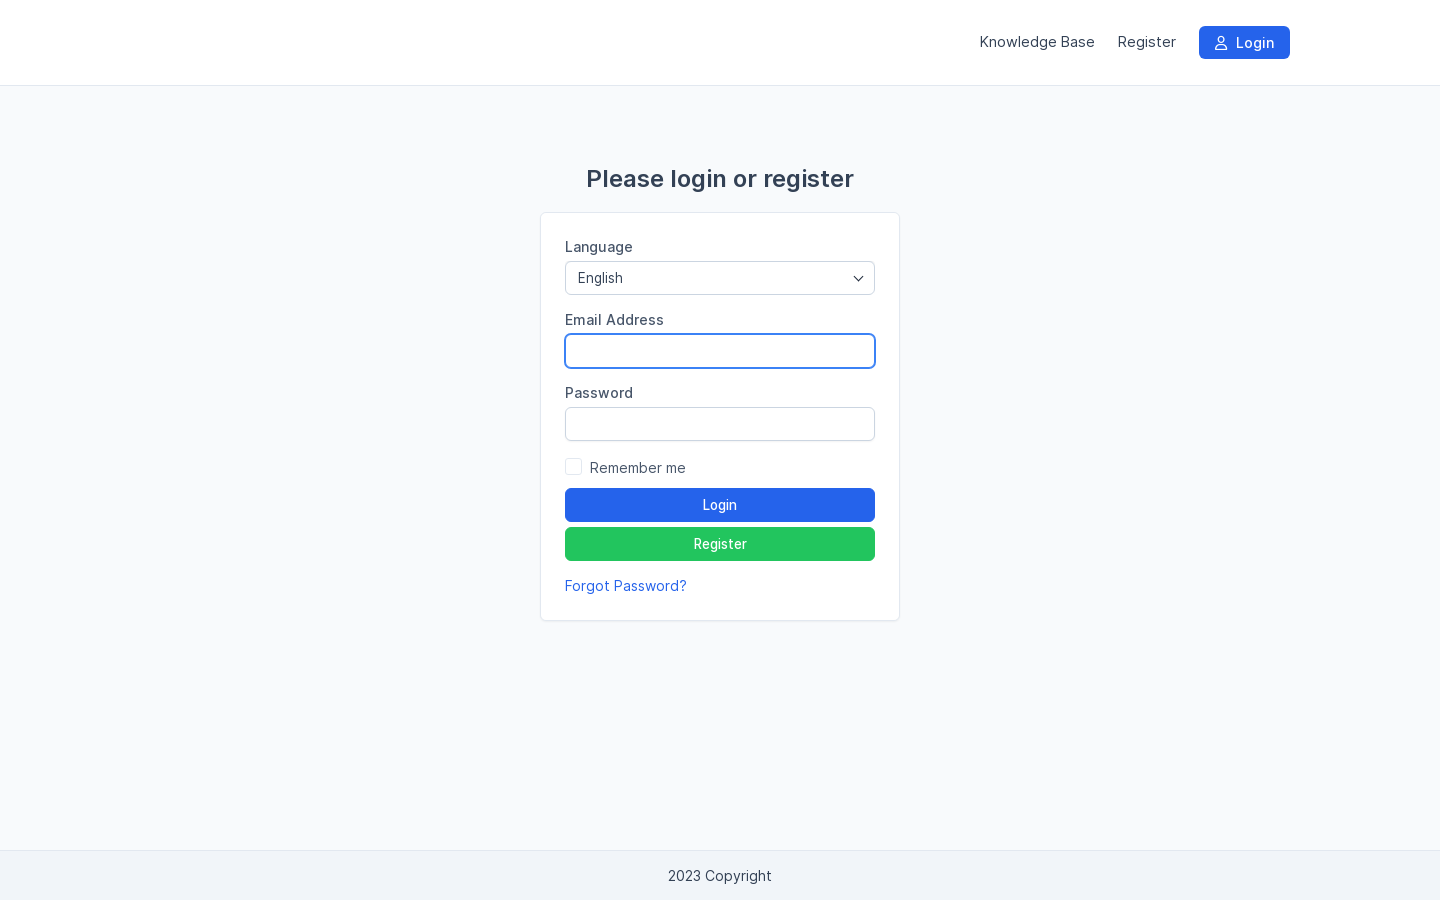 Knowledge Base
Register
Login
Please login or register
Language
English
Email Address
Password
Remember me
Login
Register
Forgot Password?
2023 Copyright